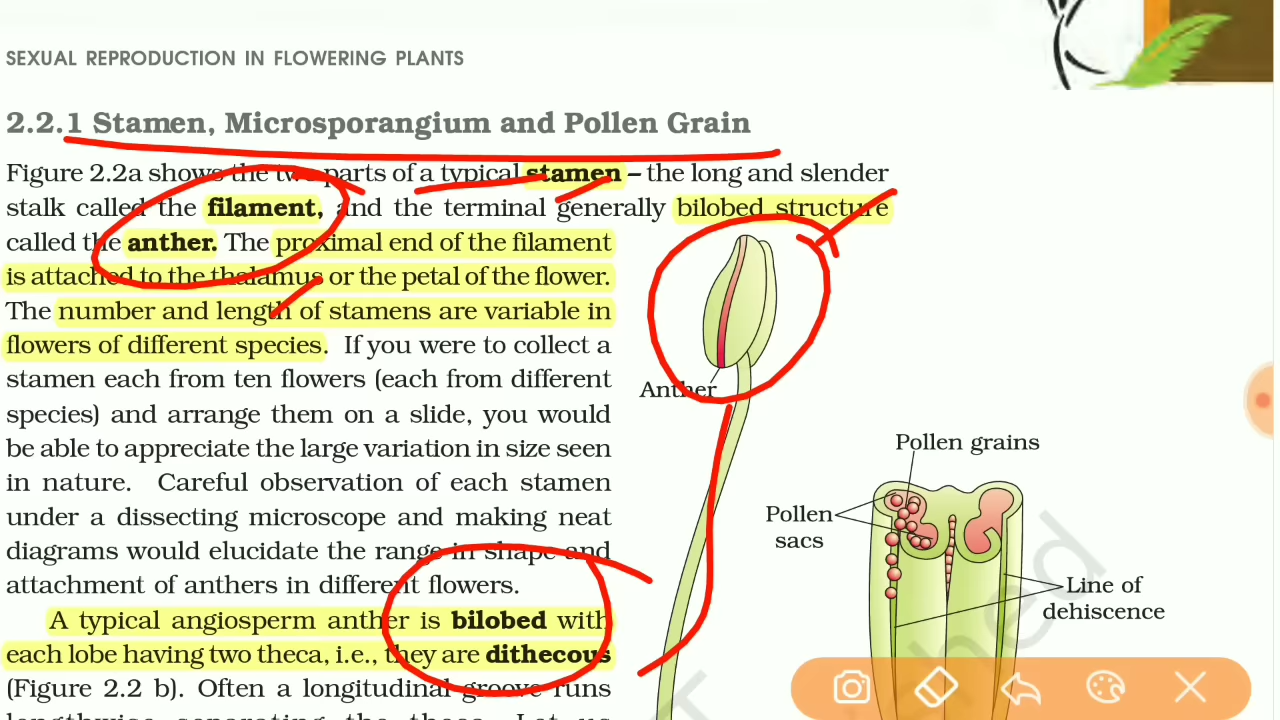 SEXUAL REPRODUCTION IN FLOWERING PLANTS
2.2.1 Stamen, Microsporangium and Pollen Grain
Figure 2.2a shows the two parts of a typical stamen – the long and slender
stalk called the filament, and the terminal generally bilobed structure
called the anther. The proximal end of the filament
is attached to the thalamus or the petal of the flower.
The number and length of stamens are variable in
flowers of different species. If you were to collect a
stamen each from ten flowers (each from different
species) and arrange them on a slide, you would
be able to appreciate the large variation in size seen
in nature. Careful observation of each stamen
under a dissecting microscope and making neat
diagrams would elucidate the range in shape and
attachment of anthers in different flowers.
A typical angiosperm anther is bilobed with
each lobe having two theca, i.e., they are dithecous
(Figure 2.2 b). Often a longitudinal groove runs
lengthwise separating the theca. Let us
Anther
Pollen grains
Pollen
sacs
Line of
dehiscence